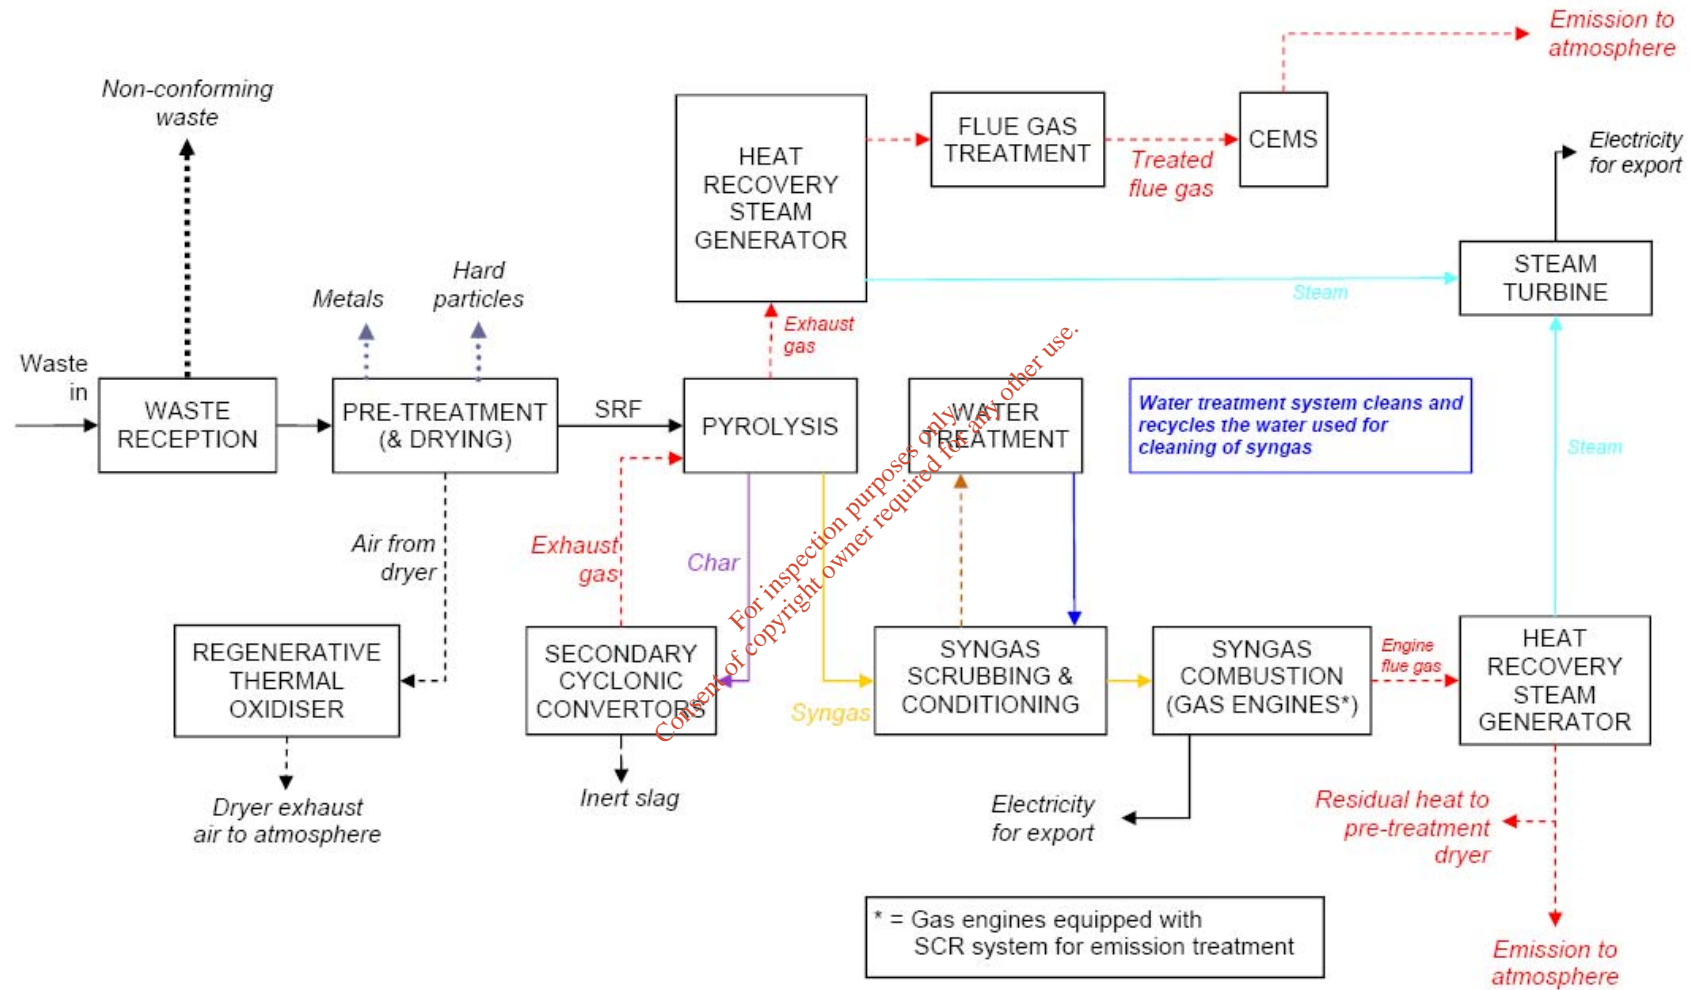 Emission to
atmosphere
Non-conforming
waste
HEAT
RECOVERY
STEAM
GENERATOR
FLUE GAS
TREATMENT
Treated
flue gas
CEMS
Electricity
for export
STEAM
TURBINE
Steam
Metals
Hard
particles
Exhaust
gas
Waste
in
WASTE
RECEPTION
PRE-TREATMENT
(& DRYING)
SRF
PYROLYSIS
WATER
TREATMENT
Water treatment system cleans and
recycles the water used for
cleaning of syngas
Steam
For inspection purposes only.
Consent of copyright owner required for any other use.
Air from
dryer
Exhaust
gas
Char
Syngas
REGENERATIVE
THERMAL
OXIDISER
SECONDARY
CYCLONIC
CONVERTORS
SYNGAS
SCRUBBING &
CONDITIONING
SYNGAS
COMBUSTION
(GAS ENGINES*)
Engine
flue gas
HEAT
RECOVERY
STEAM
GENERATOR
Dryer exhaust
air to atmosphere
Inert slag
Electricity
for export
Residual heat to
pre-treatment
dryer
* = Gas engines equipped with
SCR system for emission treatment
Emission to
atmosphere